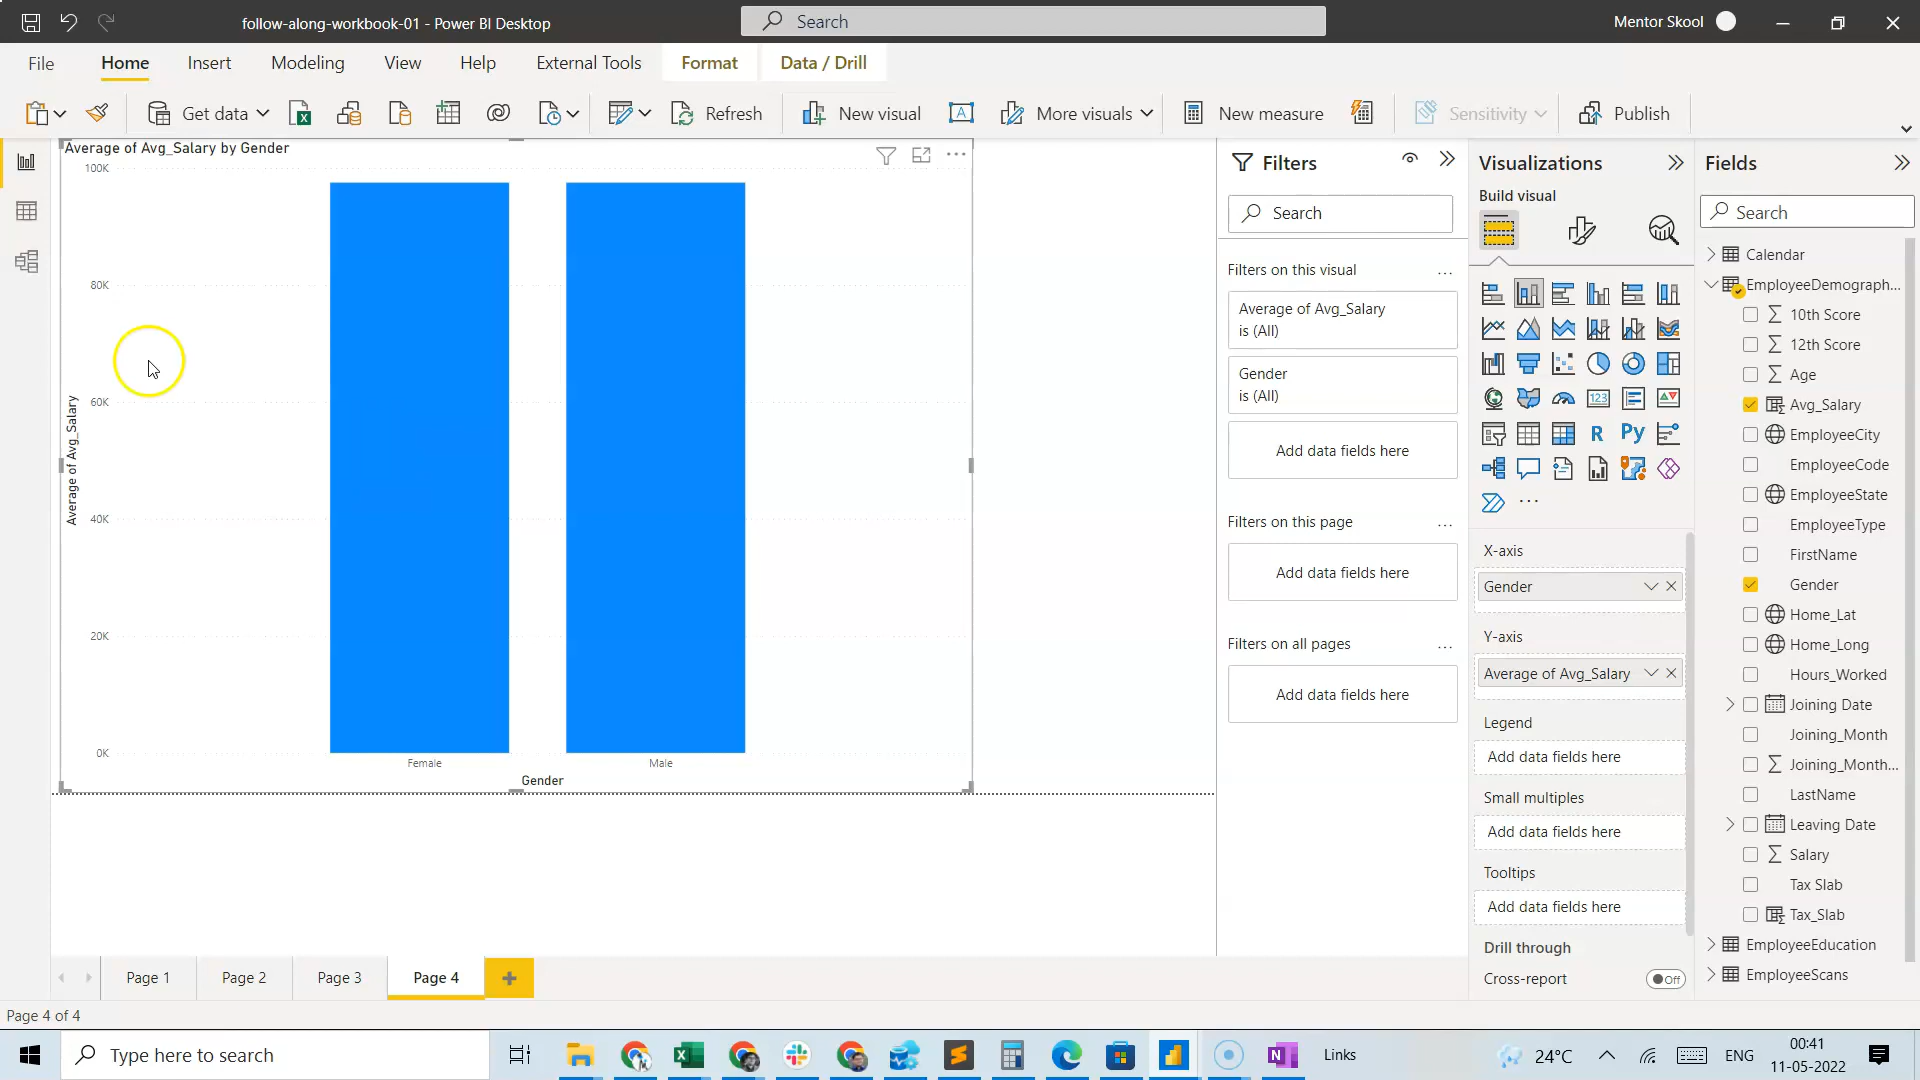 follow-along-workbook-01 - Power BI Desktop
Search
Mentor Skool
File
Home
Insert
Modeling
View
Help
External Tools
Format
Data / Drill
Get data
Refresh
New visual
More visuals
New measure
Sensitivity
Publish
Average of Avg_Salary by Gender
100K
80K
60K
40K
20K
0K
Average of Avg_Salary
Female
Male
Gender
Filters
Search
Filters on this visual
Average of Avg_Salary
is (All)
Gender
is (All)
Add data fields here
Filters on this page
Add data fields here
Filters on all pages
Add data fields here
Visualizations
Build visual
123
R
Py
X-axis
Gender
Y-axis
Average of Avg_Salary
Legend
Add data fields here
Small multiples
Add data fields here
Tooltips
Add data fields here
Drill through
Cross-report
Off
Fields
Search
Calendar
EmployeeDemograph...
10th Score
12th Score
Age
Avg_Salary
EmployeeCity
EmployeeCode
EmployeeState
EmployeeType
FirstName
Gender
Home_Lat
Home_Long
Hours_Worked
Joining Date
Joining_Month
Joining_Month...
LastName
Leaving Date
Salary
Tax Slab
Tax_Slab
EmployeeEducation
EmployeeScans
Page 1
Page 2
Page 3
Page 4
Page 4 of 4
Type here to search
Links
24°C
ENG
00:41
11-05-2022